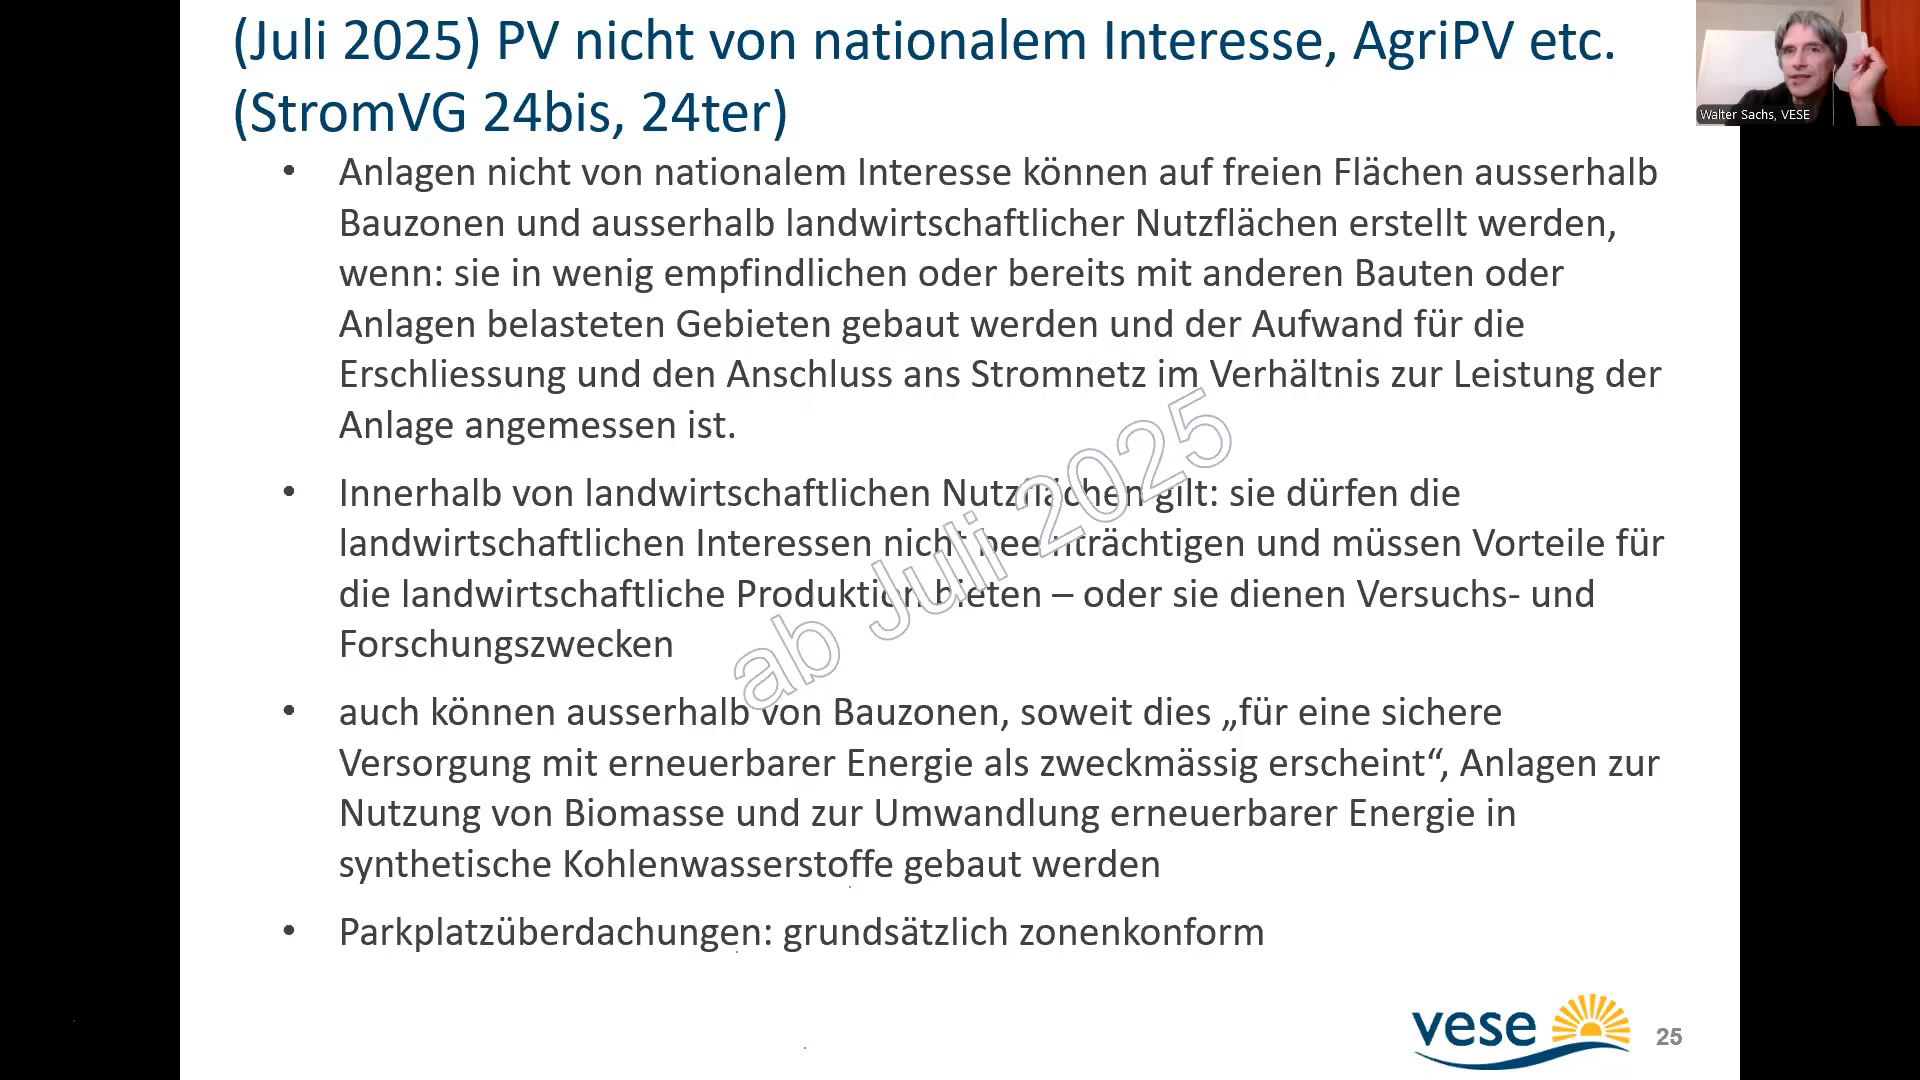 (Juli 2025) PV nicht von nationalem Interesse, AgriPV etc.
(StromVG 24bis, 24ter)
Walter Sachs, VESE
• Anlagen nicht von nationalem Interesse können auf freien Flächen ausserhalb
Bauzonen und ausserhalb landwirtschaftlicher Nutzflächen erstellt werden,
wenn: sie in wenig empfindlichen oder bereits mit anderen Bauten oder
Anlagen belasteten Gebieten gebaut werden und der Aufwand für die
Erschliessung und den Anschluss ans Stromnetz im Verhältnis zur Leistung der
Anlage angemessen ist.
• Innerhalb von landwirtschaftlichen Nutzflächen gilt: sie dürfen die
landwirtschaftlichen Interessen nicht beeinträchtigen und müssen Vorteile für
die landwirtschaftliche Produktion bieten – oder sie dienen Versuchs- und
Forschungszwecken
• auch können ausserhalb von Bauzonen, soweit dies „für eine sichere
Versorgung mit erneuerbarer Energie als zweckmässig erscheint“, Anlagen zur
Nutzung von Biomasse und zur Umwandlung erneuerbarer Energie in
synthetische Kohlenwasserstoffe gebaut werden
• Parkplatzüberdachungen: grundsätzlich zonenkonform
ab Juli 2025
vese
25